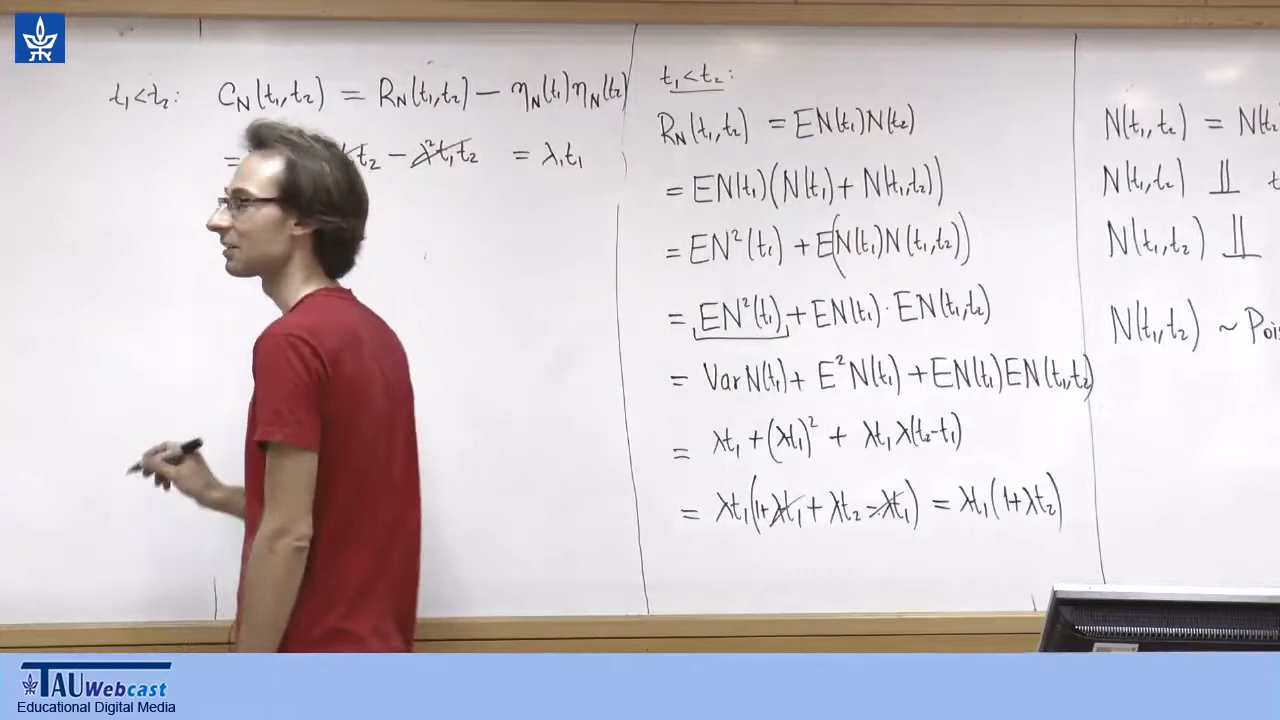 t₁<t₂: C_N(t₁,t₂) = R_N(t₁,t₂) − η_N(t₁)η_N(t₂)
= t₂ − λ²t₁t₂ = λ₁t₁
t₁<t₂:
R_N(t₁,t₂) = EN(t₁)N(t₂)
= EN(t₁)(N(t₁) + N(t₁,t₂))
= EN²(t₁) + E(N(t₁)N(t₁,t₂))
= EN²(t₁) + EN(t₁) · EN(t₁,t₂)
= VarN(t₁) + E²N(t₁) + EN(t₁)EN(t₁,t₂)
= λt₁ + (λt₁)² + λt₁λ(t₂−t₁)
= λt₁(1+λt₁ + λt₂ − λt₁) = λt₁(1+λt₂)
N(t₁,t₂) = N(t₂
N(t₁,t₂) ⫫ t
N(t₁,t₂) ⫫
N(t₁,t₂) ~ Pois
TAU Webcast
Educational Digital Media